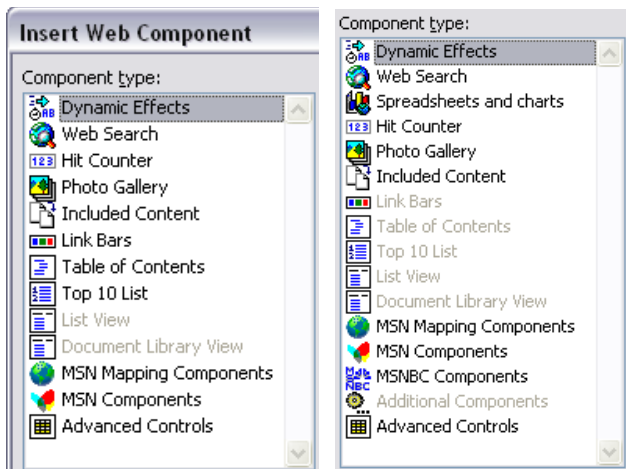 Insert Web Component
Component type:
Dynamic Effects
Web Search
Hit Counter
Photo Gallery
Included Content
Link Bars
Table of Contents
Top 10 List
List View
Document Library View
MSN Mapping Components
MSN Components
Advanced Controls
Component type:
Dynamic Effects
Web Search
Spreadsheets and charts
Hit Counter
Photo Gallery
Included Content
Link Bars
Table of Contents
Top 10 List
List View
Document Library View
MSN Mapping Components
MSN Components
MSNBC Components
Additional Components
Advanced Controls